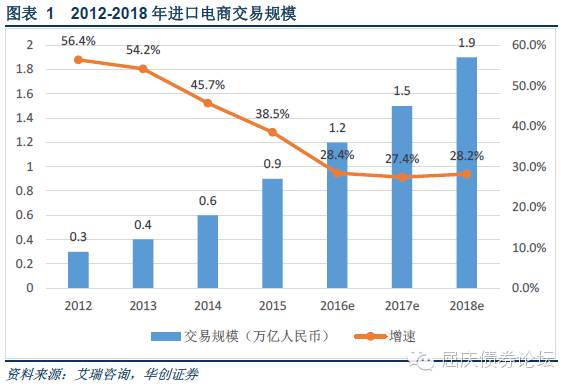 图表 1 2012-2018 年进口电商交易规模
2 60.0%
1.8 50.0%
1.6 40.0%
1.4 30.0%
1.2 20.0%
1 10.0%
0.8 0.0%
0.6
0.4
0.2
0
56.4% 54.2% 45.7% 38.5% 28.4% 27.4% 28.2%
0.3 0.4 0.6 0.9 1.2 1.5 1.9
2012 2013 2014 2015 2016e 2017e 2018e
交易规模（万亿人民币） 增速
资料来源：艾瑞咨询，华创证券
屈庆债券论坛